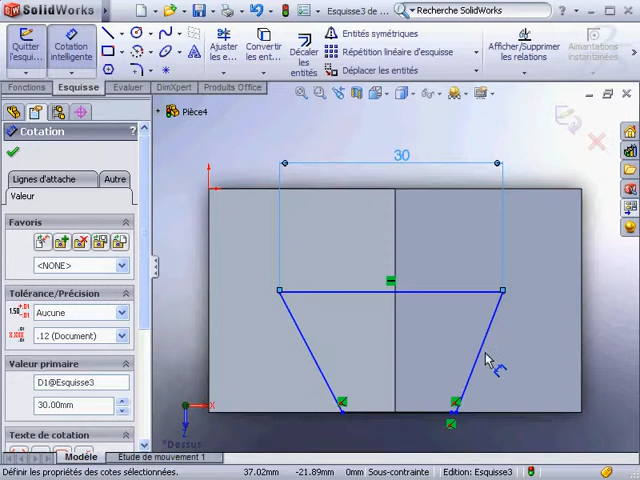 SolidWorks
Esquisse3 de ...
Recherche SolidWorks
Quitter l'esqui...
Cotation intelligente
Ajuster les e...
Convertir les ent...
Décaler les entités
Entités symétriques
Répétition linéaire d'esquisse
Déplacer les entités
Afficher/Supprimer les relations
Aimantations instantanées
Fonctions
Esquisse
Evaluer
DimXpert
Produits Office
Pièce4
Cotation
?
Lignes d'attache
Autre
Valeur
Favoris
<NONE>
Tolérance/Précision
Aucune
.12 (Document)
Valeur primaire
D1@Esquisse3
30.00mm
Texte de cotation
30
X
Z
*Dessus
Modèle
Etude de mouvement 1
Définir les propriétés des cotes sélectionnées.
37.02mm
-21.89mm
0mm
Sous-contrainte
Edition: Esquisse3